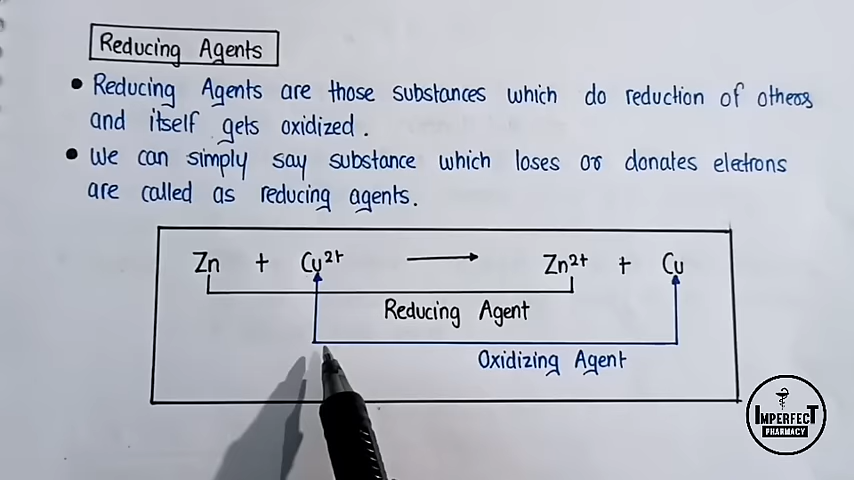 Reducing Agents
• Reducing Agents are those substances which do reduction of others
and itself gets oxidized.
• We can simply say substance which loses or donates electrons
are called as reducing agents.
Zn + Cu²⁺ ⟶ Zn²⁺ + Cu
Reducing Agent
Oxidizing Agent
IMPERFECT
PHARMACY